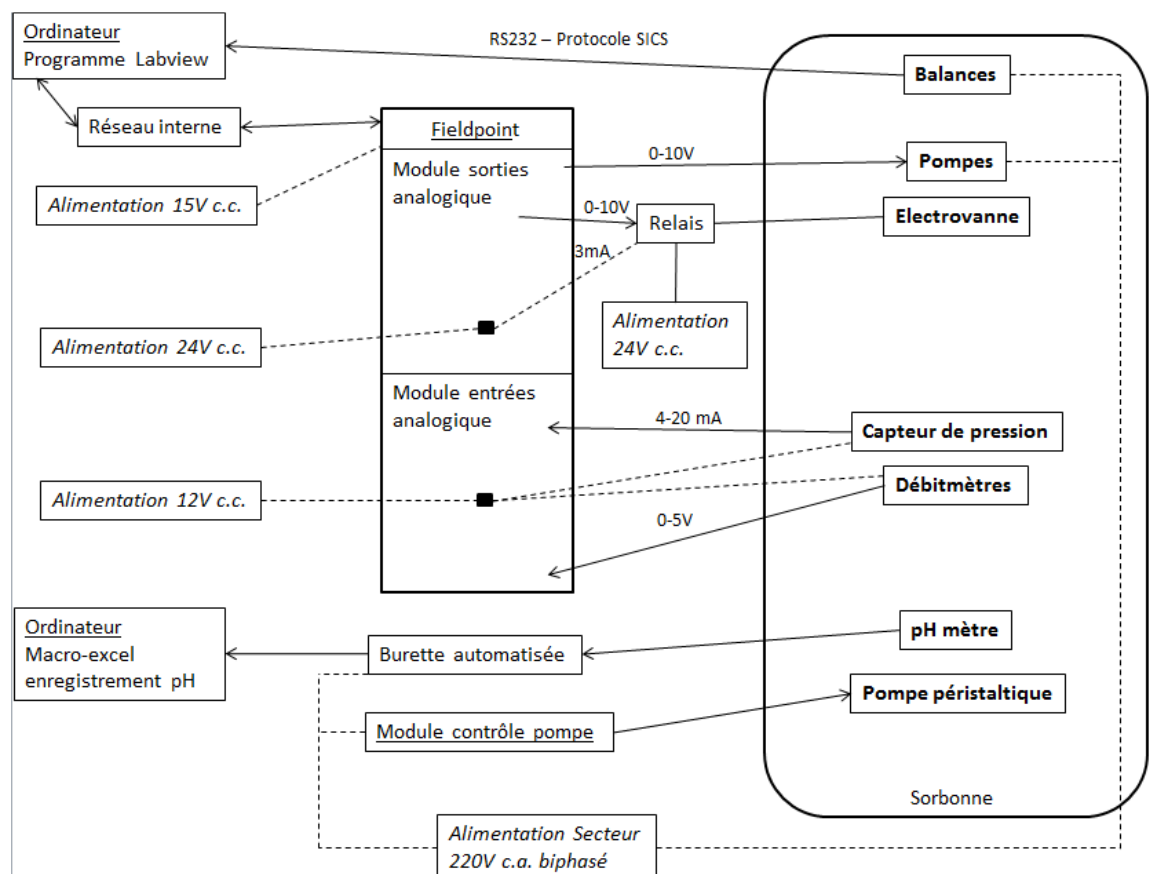 Ordinateur
Programme Labview
RS232 – Protocole SICS
Balances
Réseau interne
Fieldpoint
0-10V
Pompes
Module sorties
analogique
Alimentation 15V c.c.
0-10V
Relais
Electrovanne
3mA
Alimentation
24V c.c.
Alimentation 24V c.c.
Module entrées
analogique
4-20 mA
Capteur de pression
Alimentation 12V c.c.
Débitmètres
0-5V
Ordinateur
Macro-excel
enregistrement pH
Burette automatisée
pH mètre
Pompe péristaltique
Module contrôle pompe
Sorbonne
Alimentation Secteur
220V c.a. biphasé